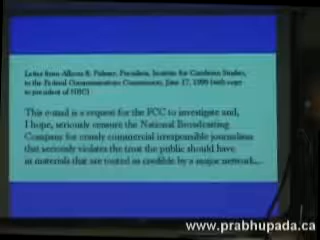 Letter from Allison R. Palmer, President, Institute for Cambrian Studies,
to the Federal Communications Commission, June 17, 1996 (with copy
to president of NBC)
This e-mail is a request for the FCC to investigate and,
I hope, seriously censure the National Broadcasting
Company for crassly commercial irresponsible journalism
that seriously violates the trust the public should have
in materials that are touted as credible by a major network...
www.prabhupada.ca